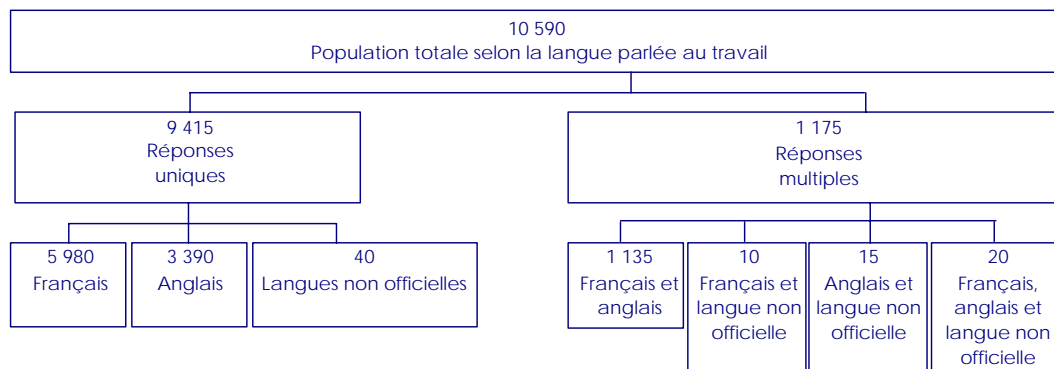 10 590
Population totale selon la langue parlée au travail
9 415
Réponses
uniques
1 175
Réponses
multiples
5 980
Français
3 390
Anglais
40
Langues non officielles
1 135
Français et
anglais
10
Français et
langue non
officielle
15
Anglais et
langue non
officielle
20
Français,
anglais et
langue non
officielle